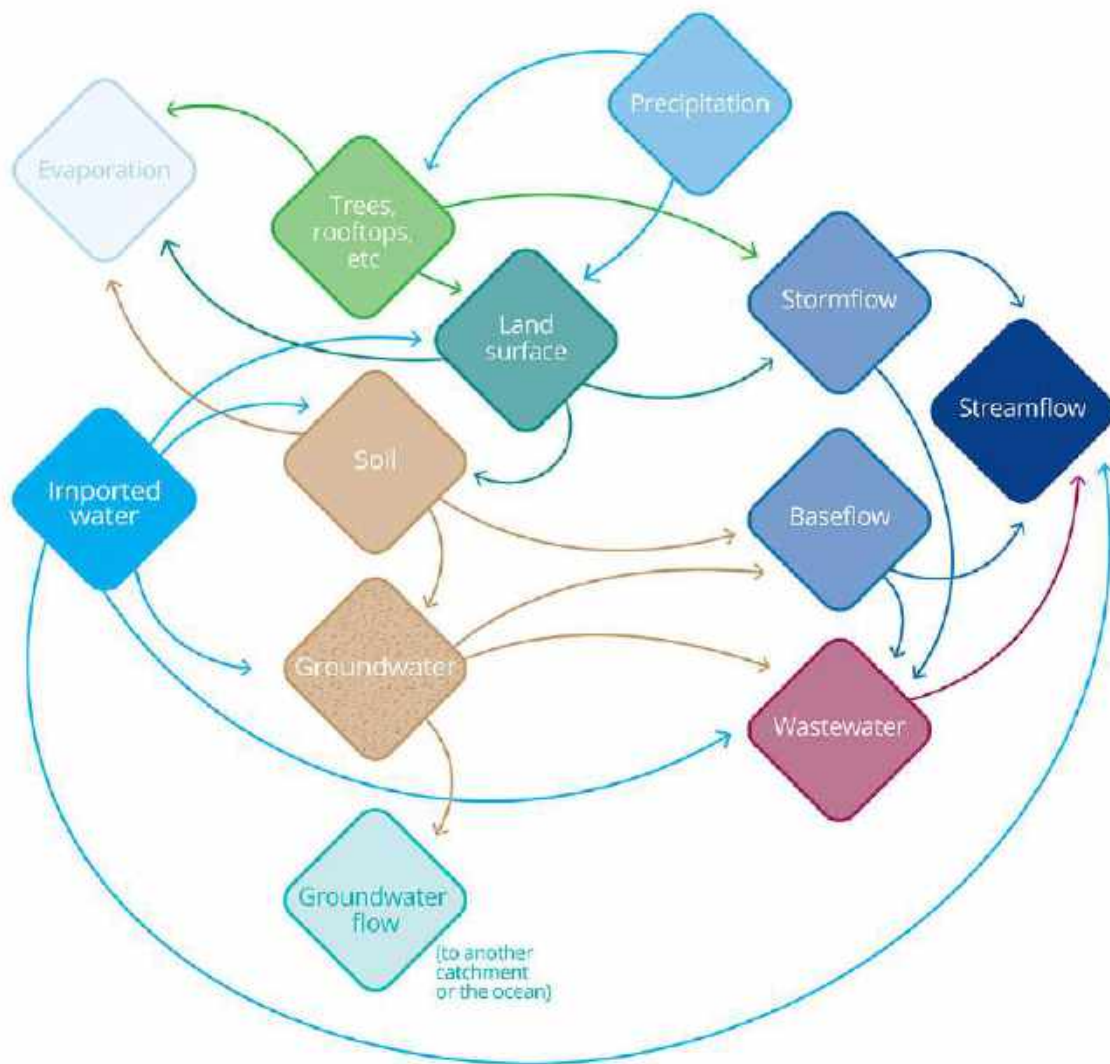 Precipitation
Evaporation
Trees,
rooftops,
etc
Stormflow
Land
surface
Streamflow
Soil
Imported
water
Baseflow
Groundwater
Wastewater
Groundwater
flow
(to another
catchment
or the ocean)